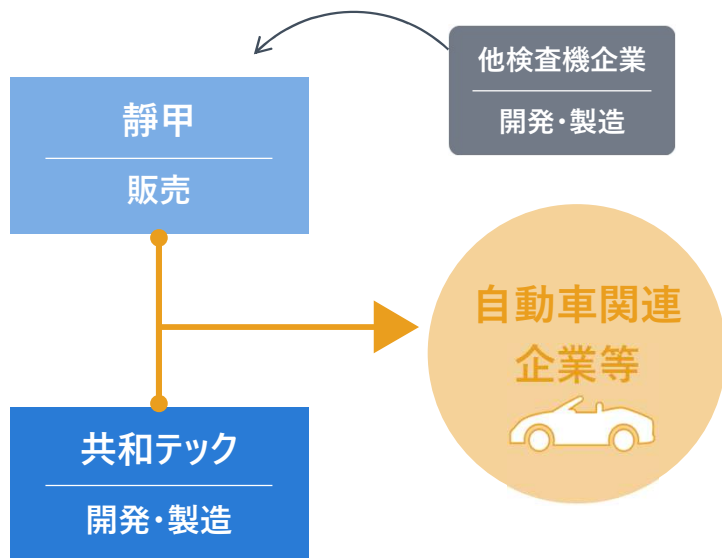 他検査機企業
開発・製造
靜甲
販売
自動車関連
企業等
共和テック
開発・製造